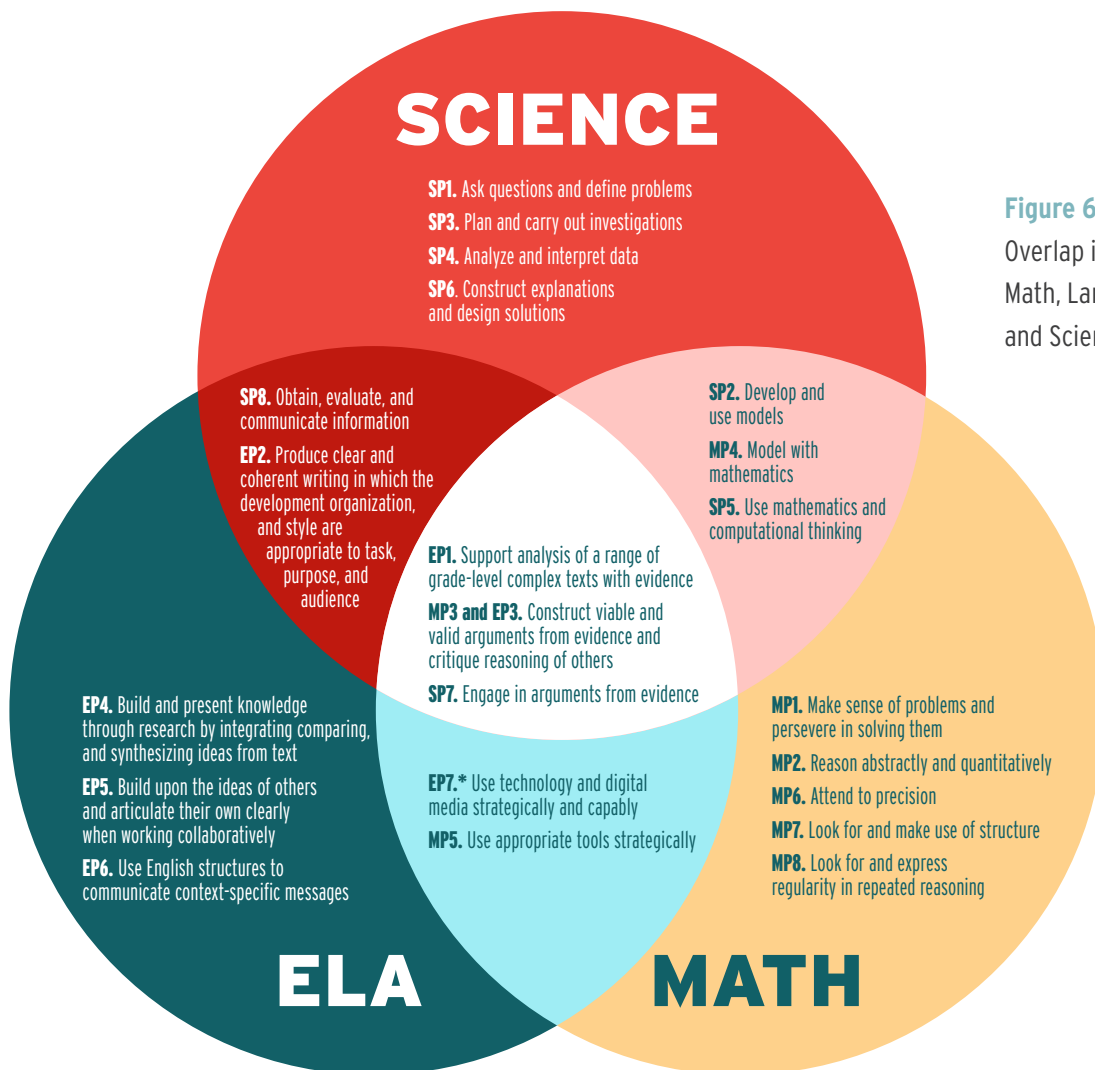 SCIENCE
SP1. Ask questions and define problems
SP3. Plan and carry out investigations
SP4. Analyze and interpret data
SP6. Construct explanations
and design solutions
Figure 6
Overlap i
Math, Lan
and Scien
SP8. Obtain, evaluate, and
communicate information
EP2. Produce clear and
coherent writing in which the
development organization,
and style are
appropriate to task,
purpose, and
audience
SP2. Develop and
use models
MP4. Model with
mathematics
SP5. Use mathematics and
computational thinking
EP1. Support analysis of a range of
grade-level complex texts with evidence
MP3 and EP3. Construct viable and
valid arguments from evidence and
critique reasoning of others
SP7. Engage in arguments from evidence
EP4. Build and present knowledge
through research by integrating comparing,
and synthesizing ideas from text
EP5. Build upon the ideas of others
and articulate their own clearly
when working collaboratively
EP6. Use English structures to
communicate context-specific messages
EP7.* Use technology and digital
media strategically and capably
MP5. Use appropriate tools strategically
MP1. Make sense of problems and
persevere in solving them
MP2. Reason abstractly and quantitatively
MP6. Attend to precision
MP7. Look for and make use of structure
MP8. Look for and express
regularity in repeated reasoning
ELA
MATH